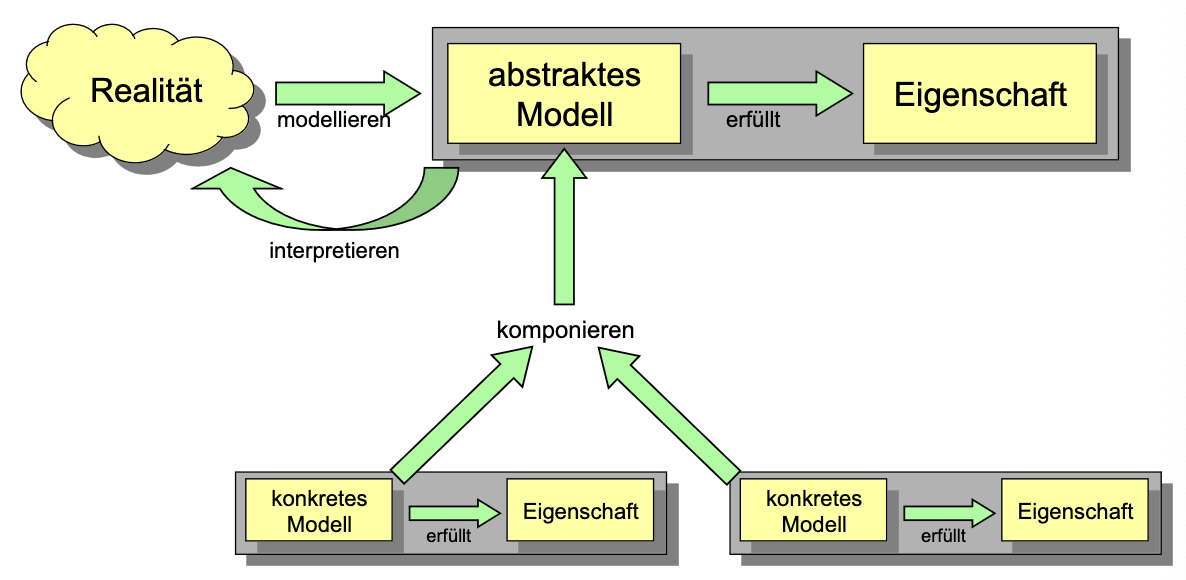 Realität
modellieren
abstraktes
Modell
erfüllt
Eigenschaft
interpretieren
komponieren
konkretes
Modell
erfüllt
Eigenschaft
konkretes
Modell
erfüllt
Eigenschaft